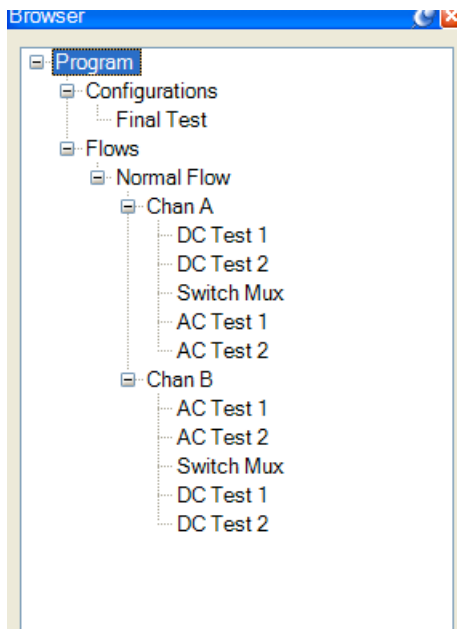 Browser
Program
Configurations
Final Test
Flows
Normal Flow
Chan A
DC Test 1
DC Test 2
Switch Mux
AC Test 1
AC Test 2
Chan B
AC Test 1
AC Test 2
Switch Mux
DC Test 1
DC Test 2